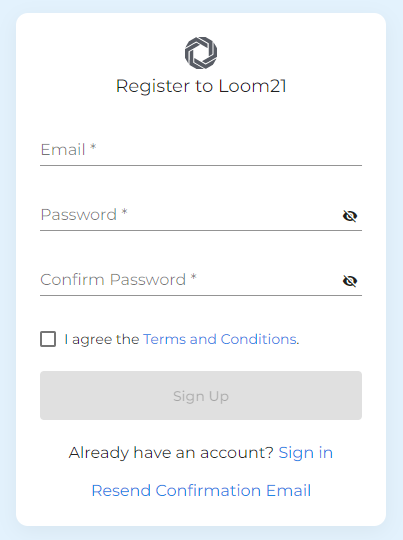 Register to Loom21
Email *
Password *
Confirm Password *
I agree the Terms and Conditions.
Sign Up
Already have an account? Sign in
Resend Confirmation Email